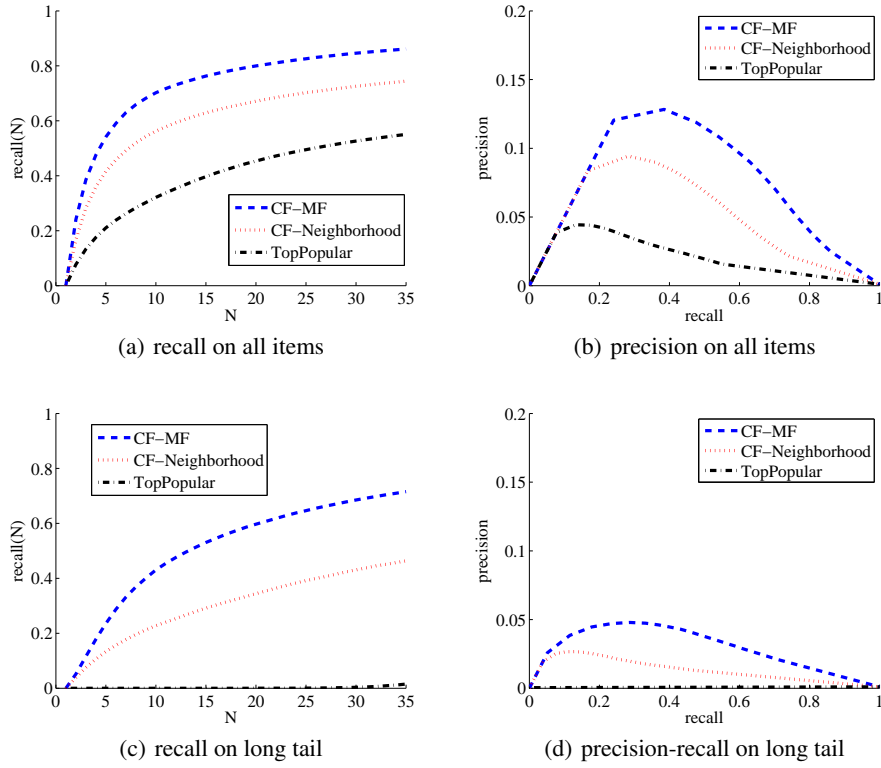 1
0.8
0.6
0.4
0.2
0
recall(N)
0 5 10 15 20 25 30 35
N
CF−MF
CF−Neighborhood
TopPopular
(a) recall on all items
0.2
0.15
0.1
0.05
0
precision
0 0.2 0.4 0.6 0.8 1
recall
CF−MF
CF−Neighborhood
TopPopular
(b) precision on all items
1
0.8
0.6
0.4
0.2
0
recall(N)
0 5 10 15 20 25 30 35
N
CF−MF
CF−Neighborhood
TopPopular
(c) recall on long tail
0.2
0.15
0.1
0.05
0
precision
0 0.2 0.4 0.6 0.8 1
recall
CF−MF
CF−Neighborhood
TopPopular
(d) precision-recall on long tail